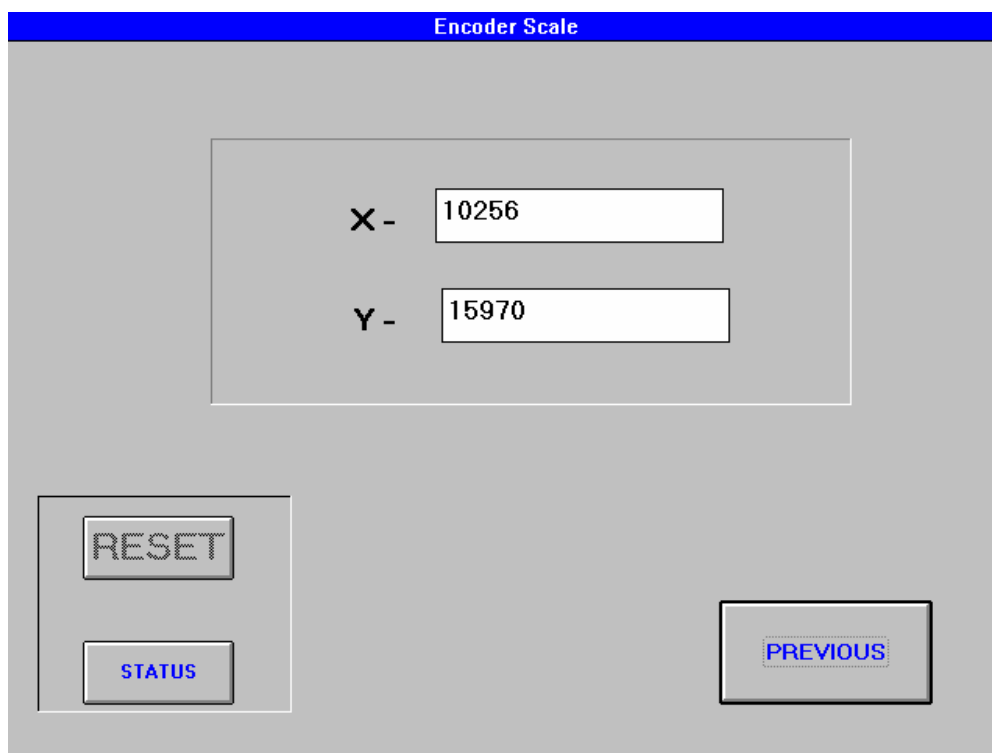 Encoder Scale
X - 10256
Y - 15970
RESET
STATUS
PREVIOUS